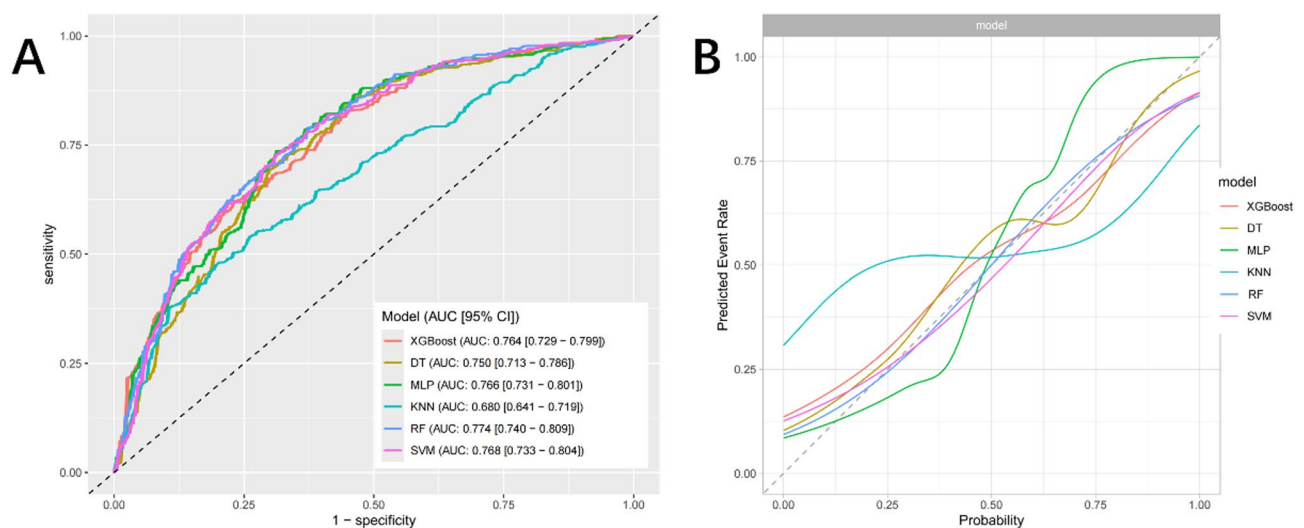 A
1.00
0.75
0.50
0.25
0.00
sensitivity
0.00 0.25 0.50 0.75 1.00
1 − specificity
Model (AUC [95% CI])
XGBoost (AUC: 0.764 [0.729 − 0.799])
DT (AUC: 0.750 [0.713 − 0.786])
MLP (AUC: 0.766 [0.731 − 0.801])
KNN (AUC: 0.680 [0.641 − 0.719])
RF (AUC: 0.774 [0.740 − 0.809])
SVM (AUC: 0.768 [0.733 − 0.804])
B
model
1.00
0.75
0.50
0.25
0.00
Predicted Event Rate
0.00 0.25 0.50 0.75 1.00
Probability
model
XGBoost
DT
MLP
KNN
RF
SVM